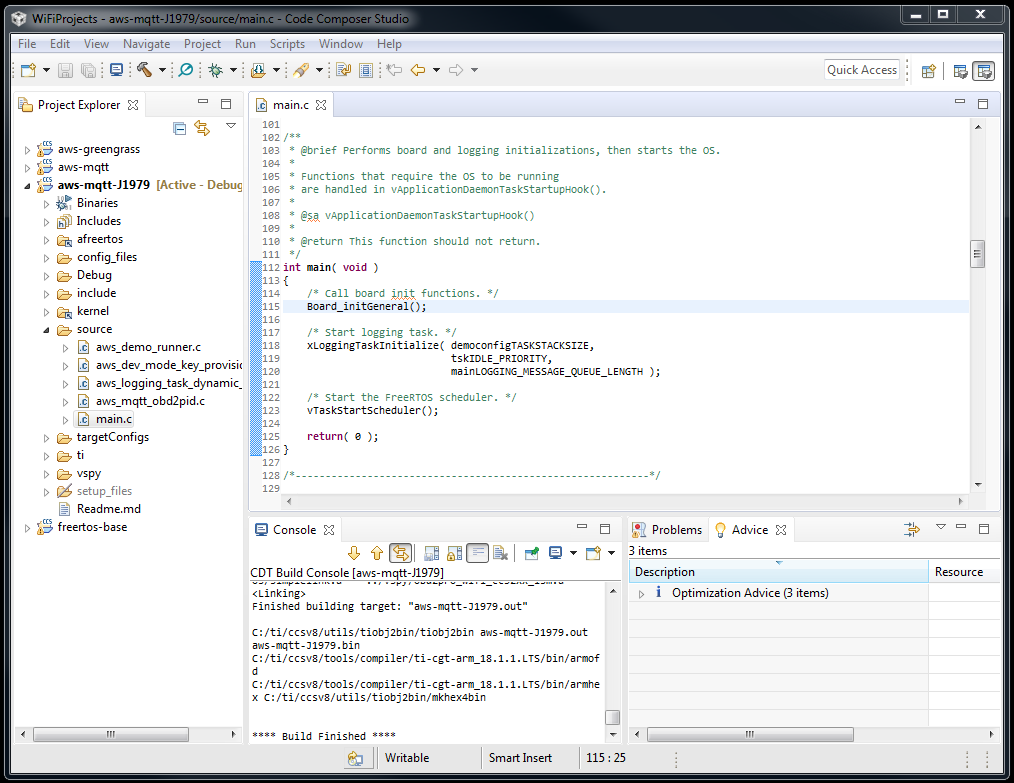 WiFiProjects - aws-mqtt-J1979/source/main.c - Code Composer Studio
File Edit View Navigate Project Run Scripts Window Help
Quick Access
Project Explorer
aws-greengrass
aws-mqtt
aws-mqtt-J1979 [Active - Debug
Binaries
Includes
afreertos
config_files
Debug
include
kernel
source
aws_demo_runner.c
aws_dev_mode_key_provisic
aws_logging_task_dynamic_
aws_mqtt_obd2pid.c
main.c
targetConfigs
ti
vspy
setup_files
Readme.md
freertos-base
main.c
101
102 /**
103 * @brief Performs board and logging initializations, then starts the OS.
104 *
105 * Functions that require the OS to be running
106 * are handled in vApplicationDaemonTaskStartupHook().
107 *
108 * @sa vApplicationDaemonTaskStartupHook()
109 *
110 * @return This function should not return.
111 */
112 int main( void )
113 {
114 /* Call board init functions. */
115 Board_initGeneral();
116
117 /* Start logging task. */
118 xLoggingTaskInitialize( democonfigTASKSTACKSIZE,
119 tskIDLE_PRIORITY,
120 mainLOGGING_MESSAGE_QUEUE_LENGTH );
121
122 /* Start the FreeRTOS scheduler. */
123 vTaskStartScheduler();
124
125 return( 0 );
126 }
127
128 /*-----------------------------------------------------------*/
129
Console
CDT Build Console [aws-mqtt-J1979]
<Linking>
Finished building target: "aws-mqtt-J1979.out"
C:/ti/ccsv8/utils/tiobj2bin/tiobj2bin aws-mqtt-J1979.out
aws-mqtt-J1979.bin
C:/ti/ccsv8/tools/compiler/ti-cgt-arm_18.1.1.LTS/bin/armof
d
C:/ti/ccsv8/tools/compiler/ti-cgt-arm_18.1.1.LTS/bin/armhe
x C:/ti/ccsv8/utils/tiobj2bin/mkhex4bin
**** Build Finished ****
Problems Advice
3 items
Description Resource
Optimization Advice (3 items)
Writable Smart Insert 115 : 25